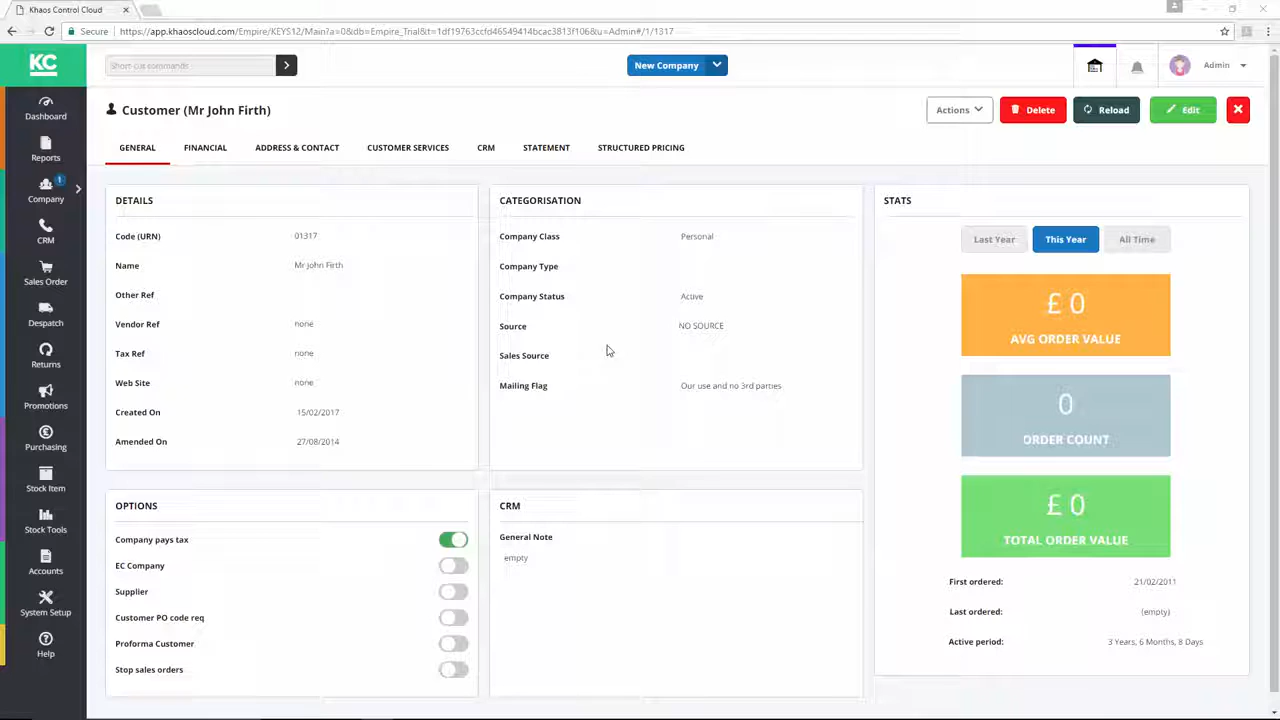 Khaos Control Cloud
Secure
https://app.khaoscloud.com/Empire/KEYS12/Main?a=0&db=Empire_Trial&t=1df19763ccfd46549414bcac3813f106&u=Admin#/1/1317
KC
Short-cut commands
New Company
Admin
Customer (Mr John Firth)
Actions
Delete
Reload
Edit
GENERAL
FINANCIAL
ADDRESS & CONTACT
CUSTOMER SERVICES
CRM
STATEMENT
STRUCTURED PRICING
Dashboard
Reports
1
Company
CRM
Sales Order
Despatch
Returns
Promotions
Purchasing
Stock Item
Stock Tools
Accounts
System Setup
Help
DETAILS
Code (URN) 01317
Name Mr John Firth
Other Ref
Vendor Ref none
Tax Ref none
Web Site none
Created On 15/02/2017
Amended On 27/08/2014
CATEGORISATION
Company Class Personal
Company Type
Company Status Active
Source NO SOURCE
Sales Source
Mailing Flag Our use and no 3rd parties
STATS
Last Year This Year All Time
£ 0
AVG ORDER VALUE
0
ORDER COUNT
£ 0
TOTAL ORDER VALUE
First ordered: 21/02/2011
Last ordered: (empty)
Active period: 3 Years, 6 Months, 8 Days
OPTIONS
Company pays tax
EC Company
Supplier
Customer PO code req
Proforma Customer
Stop sales orders
CRM
General Note
empty